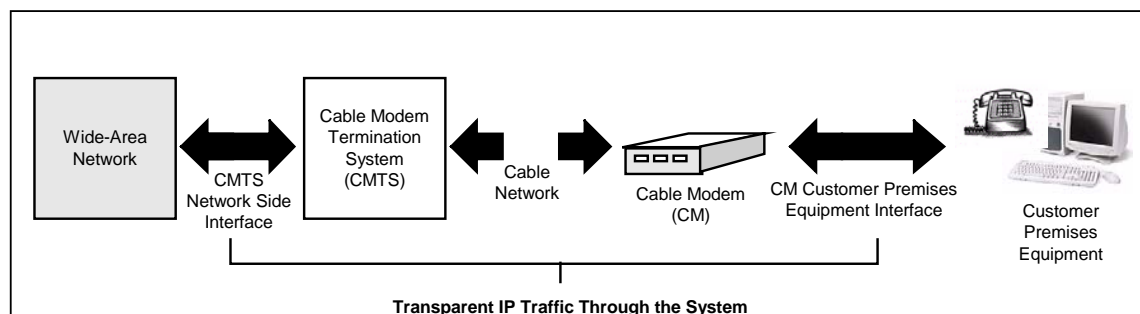 Wide-Area
Network
CMTS
Network Side
Interface
Cable Modem
Termination
System
(CMTS)
Cable
Network
Cable Modem
(CM)
CM Customer Premises
Equipment Interface
Customer
Premises
Equipment
Transparent IP Traffic Through the System